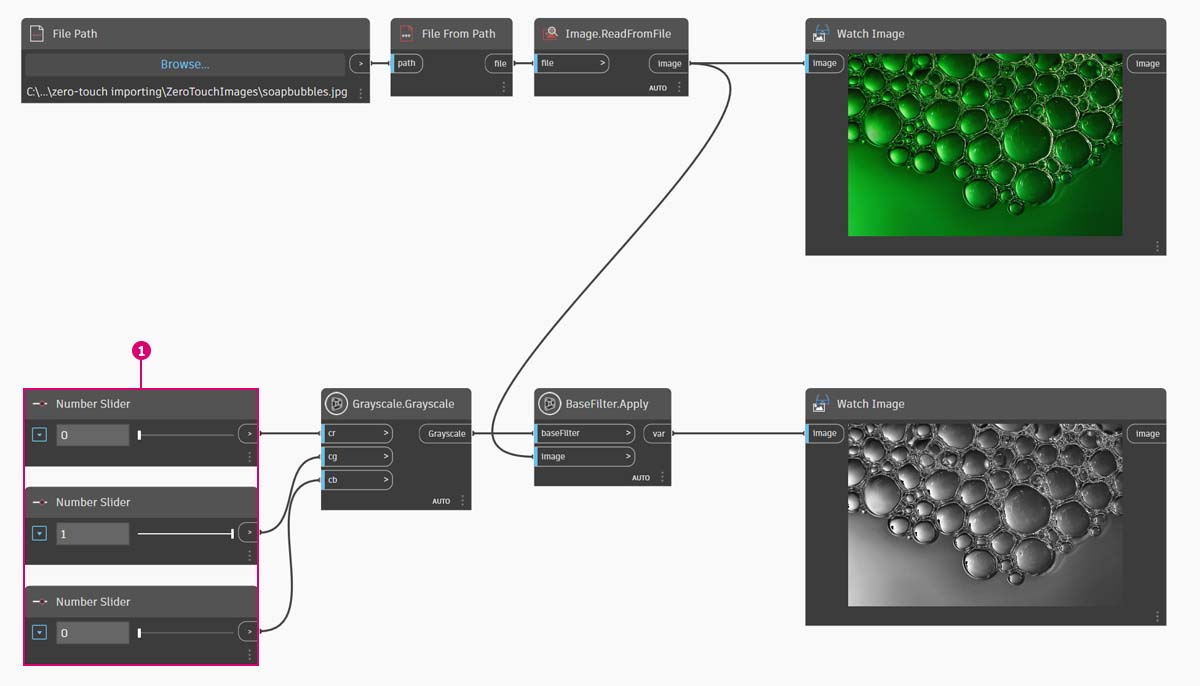 File Path
Browse...
>
C:\...\zero-touch importing\ZeroTouchImages\soapbubbles.jpg
File From Path
path
file
Image.ReadFromFile
file >
image
AUTO
Watch Image
image
image
1
Number Slider
0
>
Number Slider
1
>
Number Slider
0
>
Grayscale.Grayscale
cr >
Grayscale
cg >
cb >
AUTO
BaseFilter.Apply
baseFilter >
var
image >
AUTO
Watch Image
image
image